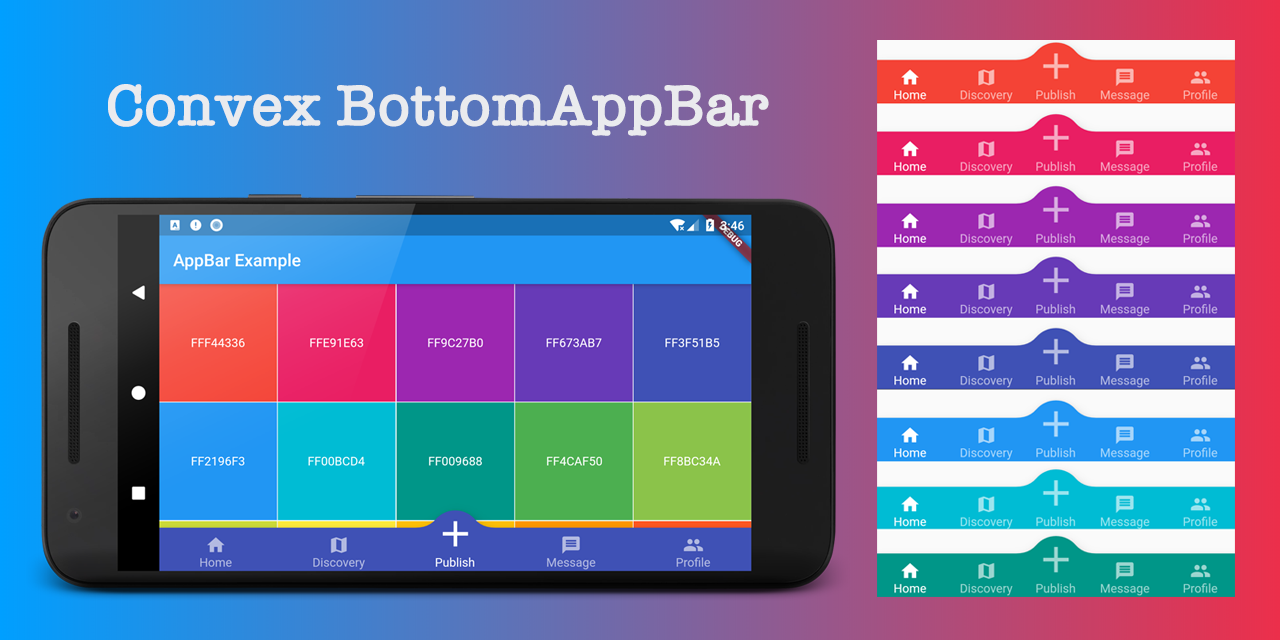 Convex BottomAppBar
3:46
DEBUG
AppBar Example
FFF44336 FFE91E63 FF9C27B0 FF673AB7 FF3F51B5
FF2196F3 FF00BCD4 FF009688 FF4CAF50 FF8BC34A
Home Discovery Publish Message Profile
Home Discovery Publish Message Profile
Home Discovery Publish Message Profile
Home Discovery Publish Message Profile
Home Discovery Publish Message Profile
Home Discovery Publish Message Profile
Home Discovery Publish Message Profile
Home Discovery Publish Message Profile
Home Discovery Publish Message Profile